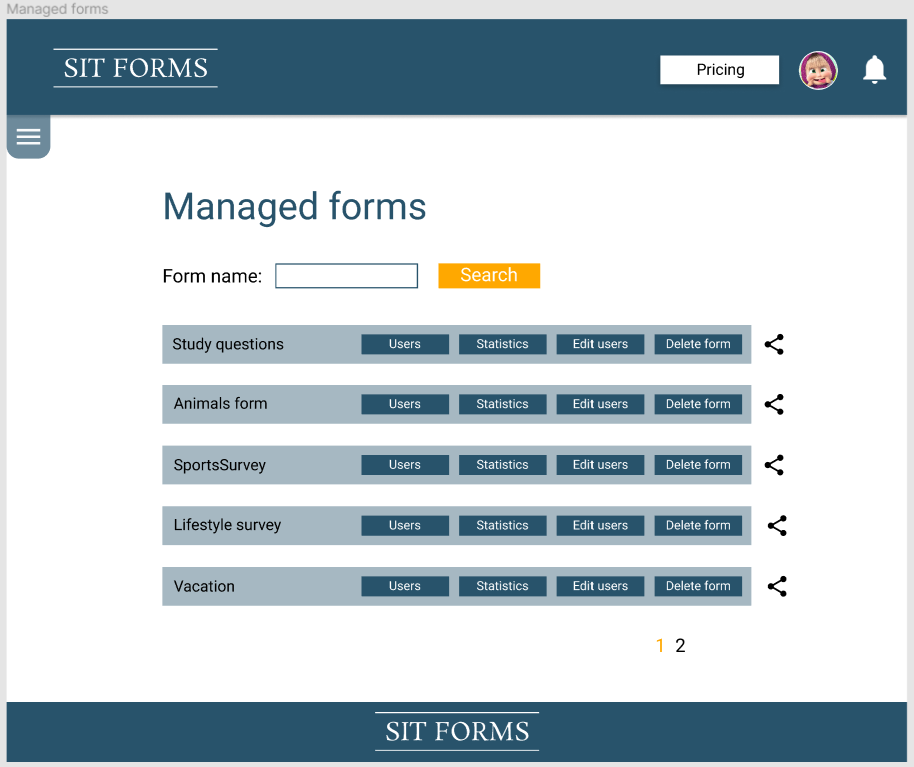 Managed forms
SIT FORMS
Pricing
Managed forms
Form name: Search
Study questions Users Statistics Edit users Delete form
Animals form Users Statistics Edit users Delete form
SportsSurvey Users Statistics Edit users Delete form
Lifestyle survey Users Statistics Edit users Delete form
Vacation Users Statistics Edit users Delete form
1 2
SIT FORMS